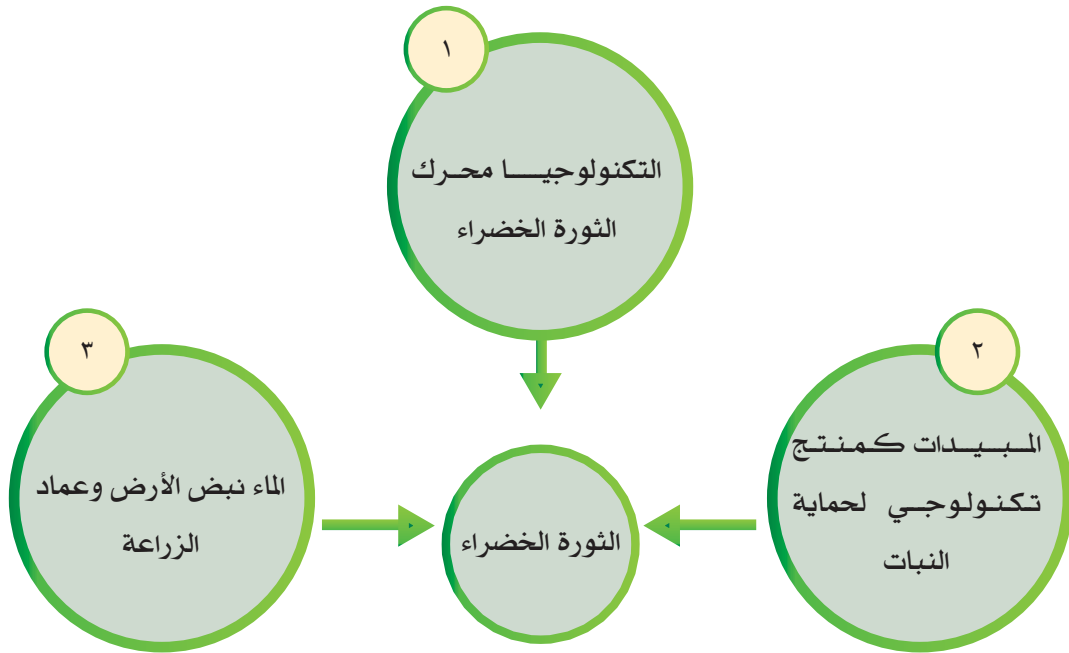 ١
التكنولوجيا محرك
الثورة الخضراء
٢
المبيدات كمنتج
تكنولوجي لحماية
النبات
٣
الماء نبض الأرض وعماد
الزراعة
الثورة الخضراء